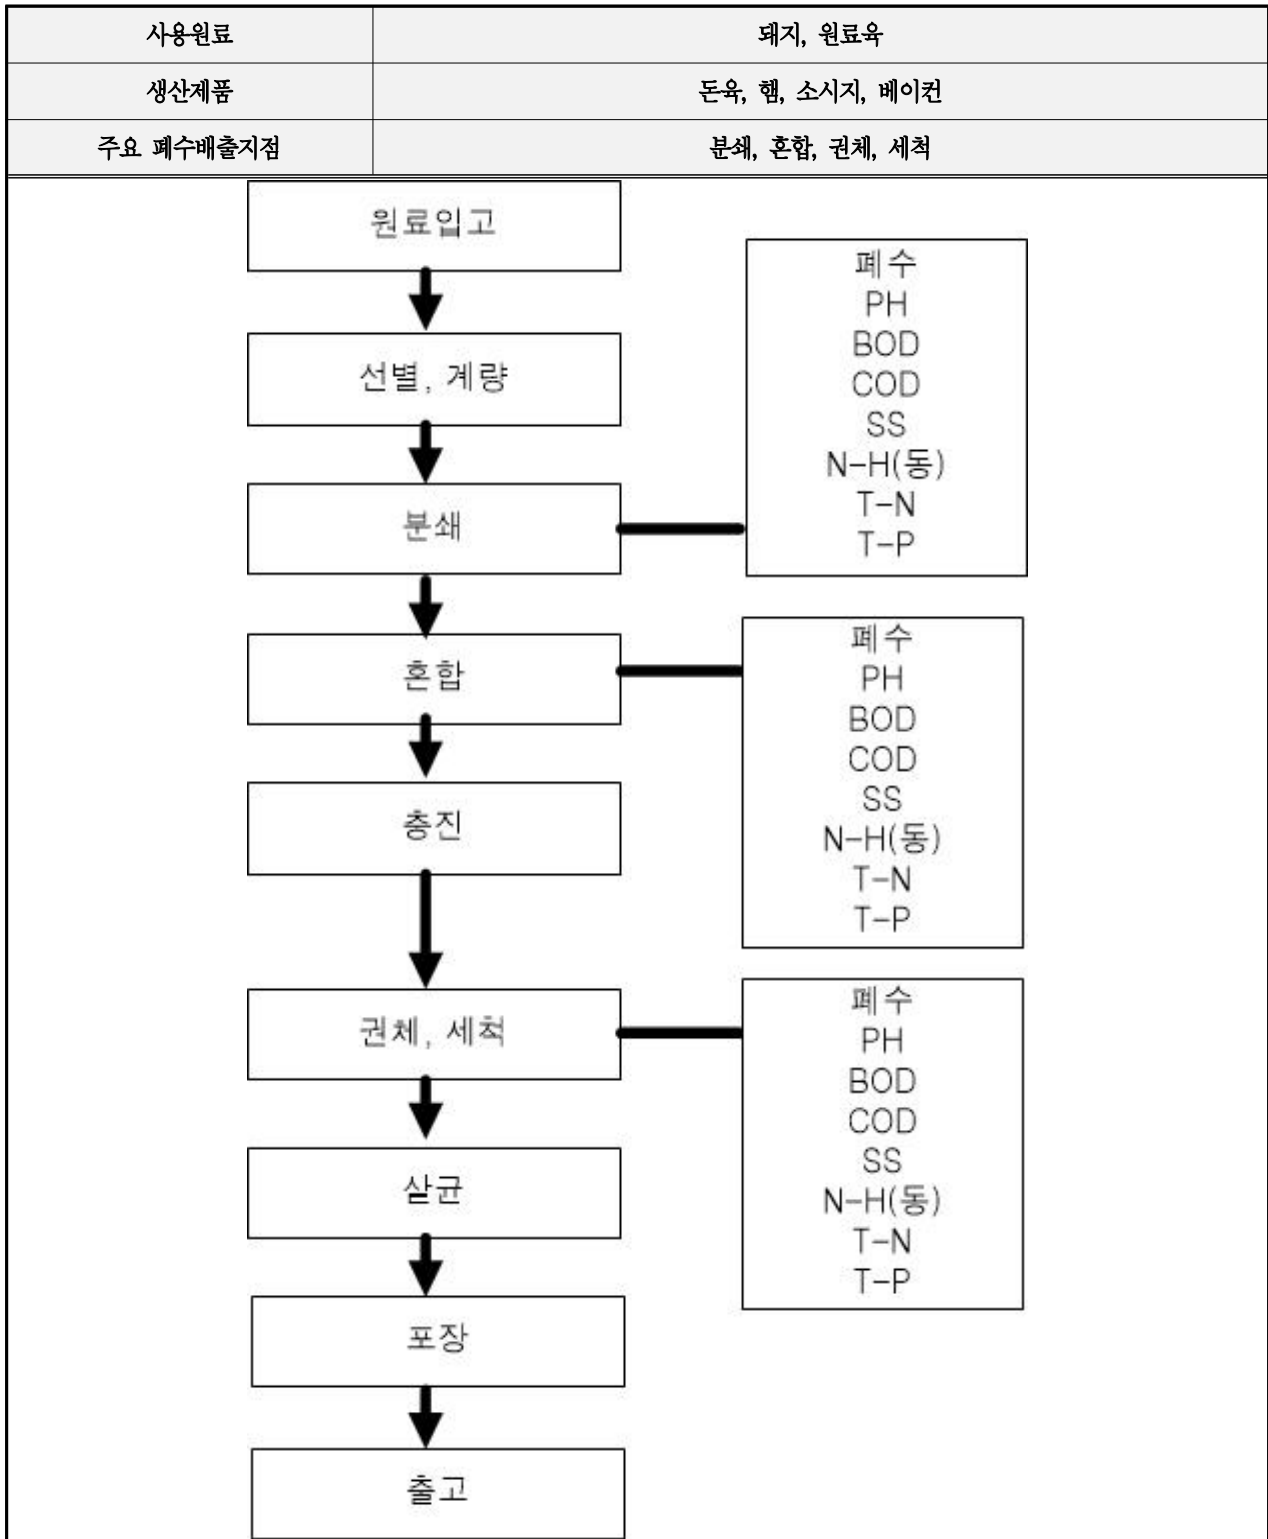 사용원료 돼지, 원료육
생산제품 돈육, 햄, 소시지, 베이컨
주요 폐수배출지점 분쇄, 혼합, 권체, 세척
원료입고
선별, 계량
분쇄
폐수
PH
BOD
COD
SS
N-H(동)
T-N
T-P
혼합
폐수
PH
BOD
COD
SS
N-H(동)
T-N
T-P
충진
권체, 세척
폐수
PH
BOD
COD
SS
N-H(동)
T-N
T-P
살균
포장
출고